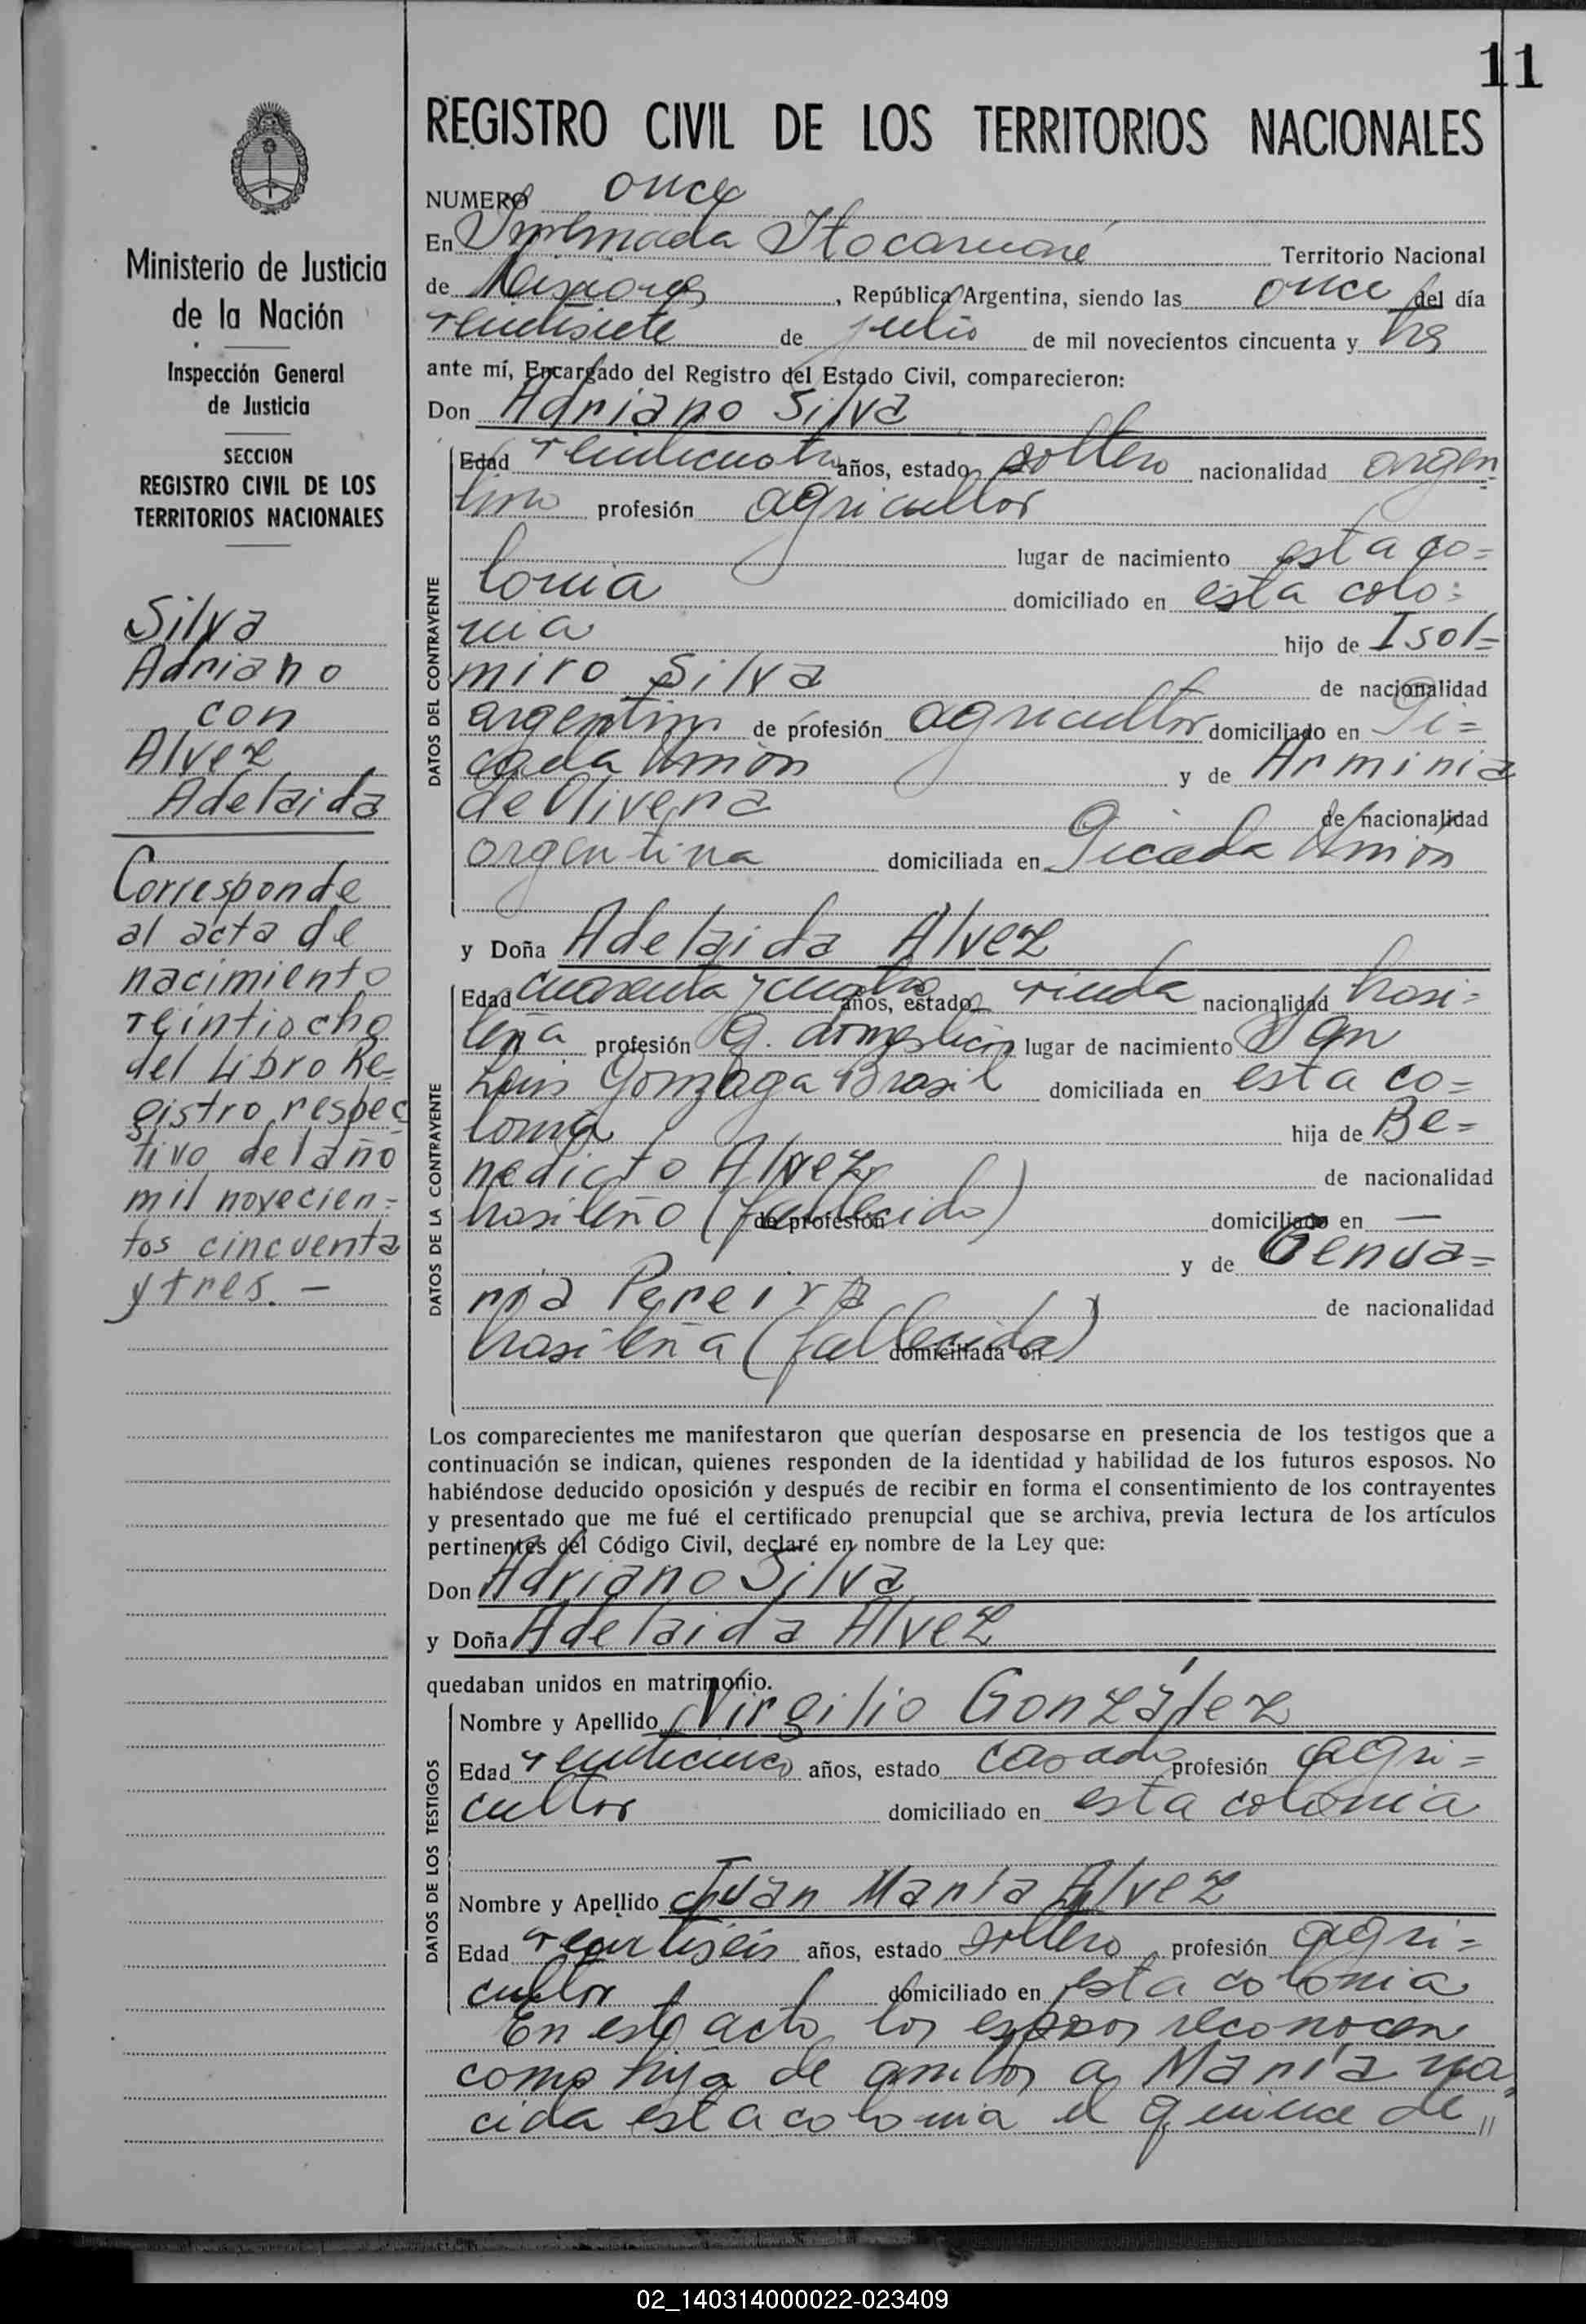 11
REGISTRO CIVIL DE LOS TERRITORIOS NACIONALES
Ministerio de Justicia
de la Nación
Inspección General
de Justicia
SECCION
REGISTRO CIVIL DE LOS
TERRITORIOS NACIONALES
Silva
Adriano
con
Alvez
Adelaida
Corresponde
al acta de
nacimiento
veintiocho
del Libro Re-
gistro respec
tivo del año
mil novecien=
tos cincuenta
y tres. —
NUMERO once
En Itacaruaré Territorio Nacional
de Misiones, República Argentina, siendo las once del día
veintisiete de julio de mil novecientos cincuenta y tres
ante mí, Encargado del Registro del Estado Civil, comparecieron:
Don Adriano Silva
DATOS DEL CONTRAYENTE
Edad veinticuatro años, estado soltero nacionalidad argen=
tino profesión agricultor
lugar de nacimiento esta co=
lonia domiciliado en esta colo=
nia hijo de Isol=
miro Silva de nacionalidad
argentino de profesión agricultor domiciliado en Pi=
cada Unión y de Arminia
de Olivera de nacionalidad
argentina domiciliada en Picada Unión
y Doña Adelaida Alvez
DATOS DE LA CONTRAYENTE
Edad cuarenta y cuatro años, estado viuda nacionalidad brasi=
leña profesión q. domésticos lugar de nacimiento San
Luis Gonzaga Brasil domiciliada en esta co=
lonia hija de Be=
nedicto Alvez de nacionalidad
brasileño (fallecido) de profesión domiciliado en —
y de Genua=
ria Pereira de nacionalidad
brasileña (fallecida) domiciliada en
Los comparecientes me manifestaron que querían desposarse en presencia de los testigos que a
continuación se indican, quienes responden de la identidad y habilidad de los futuros esposos. No
habiéndose deducido oposición y después de recibir en forma el consentimiento de los contrayentes
y presentado que me fué el certificado prenupcial que se archiva, previa lectura de los artículos
pertinentes del Código Civil, declaré en nombre de la Ley que:
Don Adriano Silva
y Doña Adelaida Alvez
quedaban unidos en matrimonio.
DATOS DE LOS TESTIGOS
Nombre y Apellido Virgilio González
Edad veinticinco años, estado casado profesión agri=
cultor domiciliado en esta colonia
Nombre y Apellido Juan María Alvez
Edad veintiseis años, estado soltero profesión agri=
cultor domiciliado en esta colonia
En este acto los esposos reconocen
como hija de ambos a María na
cida esta colonia el quince de //
02_140314000022-023409